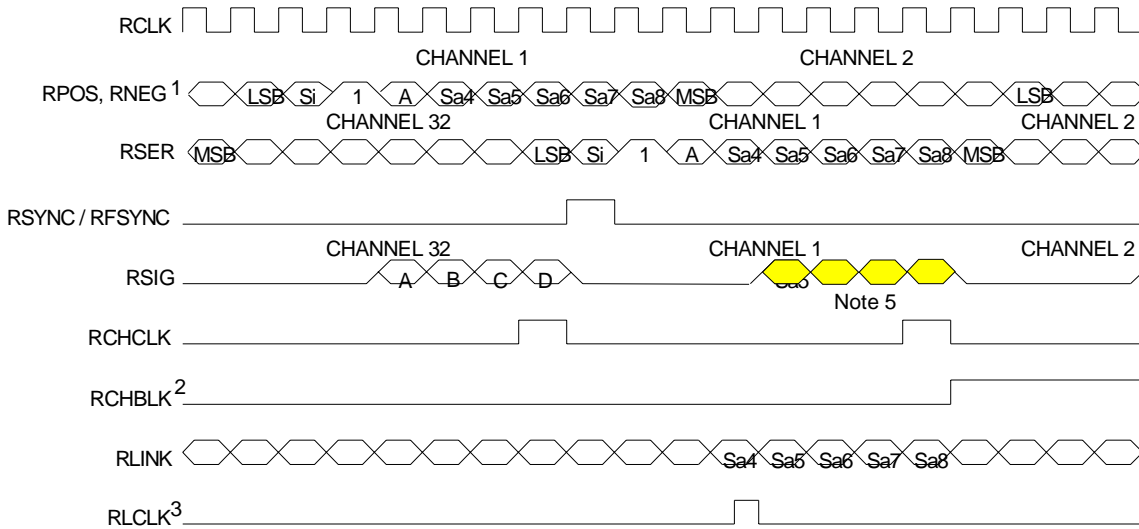 RCLK
CHANNEL 1 CHANNEL 2
RPOS, RNEG 1 LSB Si 1 A Sa4 Sa5 Sa6 Sa7 Sa8 MSB LSB
CHANNEL 32 CHANNEL 1 CHANNEL 2
RSER MSB LSB Si 1 A Sa4 Sa5 Sa6 Sa7 Sa8 MSB
RSYNC / RFSYNC
CHANNEL 32 CHANNEL 1 CHANNEL 2
RSIG A B C D
Note 5
RCHCLK
RCHBLK 2
RLINK Sa4 Sa5 Sa6 Sa7 Sa8
RLCLK 3